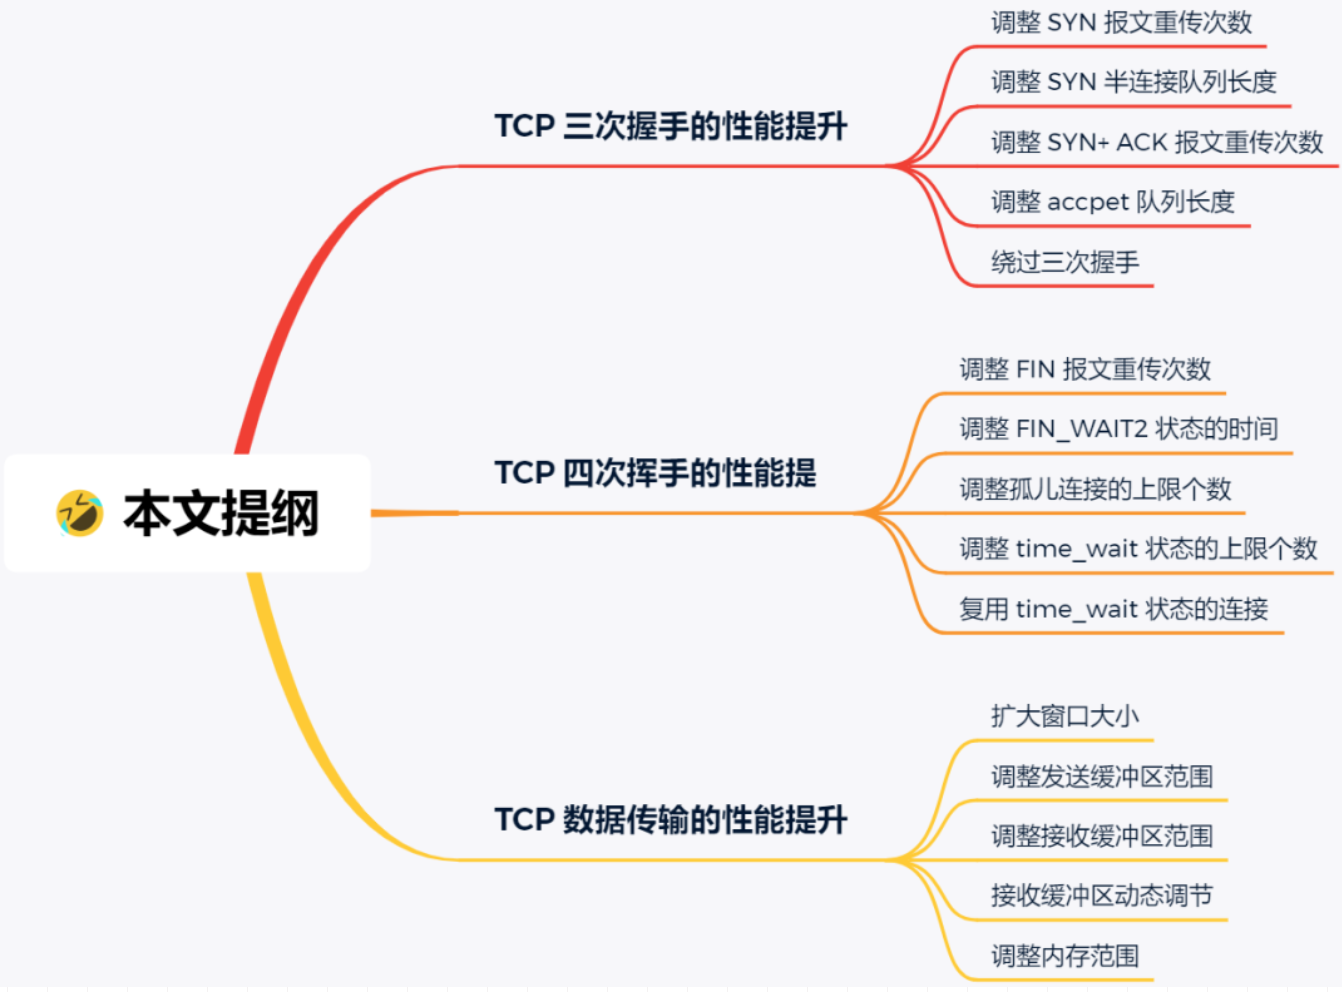 本文提纲
TCP 三次握手的性能提升
调整 SYN 报文重传次数
调整 SYN 半连接队列长度
调整 SYN+ ACK 报文重传次数
调整 accpet 队列长度
绕过三次握手
TCP 四次挥手的性能提
调整 FIN 报文重传次数
调整 FIN_WAIT2 状态的时间
调整孤儿连接的上限个数
调整 time_wait 状态的上限个数
复用 time_wait 状态的连接
TCP 数据传输的性能提升
扩大窗口大小
调整发送缓冲区范围
调整接收缓冲区范围
接收缓冲区动态调节
调整内存范围